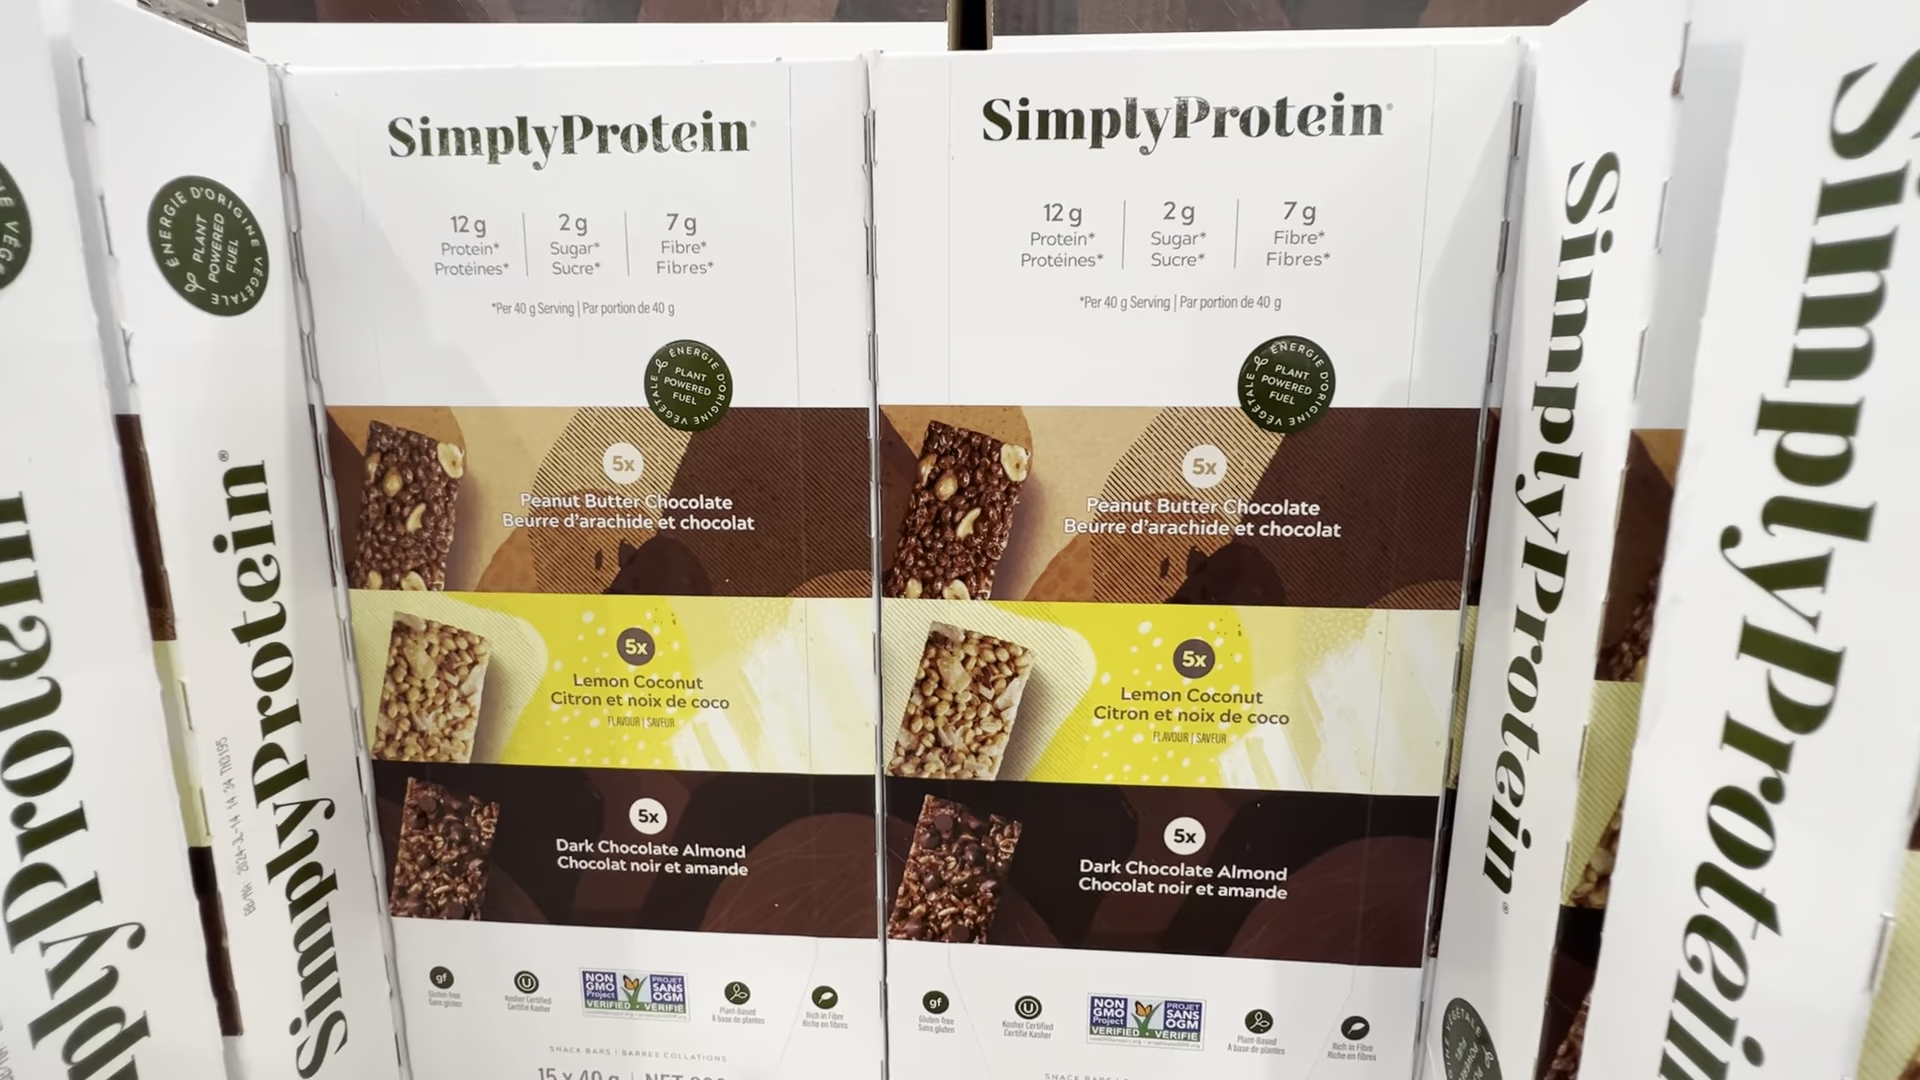 SimplyProtein
12 g
Protein*
Protéines*
2 g
Sugar*
Sucre*
7 g
Fibre*
Fibres*
*Per 40 g Serving | Par portion de 40 g
ÉNERGIE D'ORIGINE VÉGÉTALE
PLANT
POWERED
FUEL
5x
Peanut Butter Chocolate
Beurre d'arachide et chocolat
5x
Lemon Coconut
Citron et noix de coco
FLAVOUR | SAVEUR
5x
Dark Chocolate Almond
Chocolat noir et amande
gf
Gluten-free
Sans gluten
U
Kosher Certified
Certifié Kasher
NON
GMO
Project
VERIFIED
PROJET
SANS
OGM
VÉRIFIÉ
Plant-Based
À base de plantes
Rich in Fibre
Riche en fibres
SNACK BARS | BARRES COLLATIONS
15 x 40 g | NET
SimplyProtein
12 g
Protein*
Protéines*
2 g
Sugar*
Sucre*
7 g
Fibre*
Fibres*
*Per 40 g Serving | Par portion de 40 g
ÉNERGIE D'ORIGINE VÉGÉTALE
PLANT
POWERED
FUEL
5x
Peanut Butter Chocolate
Beurre d'arachide et chocolat
5x
Lemon Coconut
Citron et noix de coco
FLAVOUR | SAVEUR
5x
Dark Chocolate Almond
Chocolat noir et amande
gf
Gluten-free
Sans gluten
U
Kosher Certified
Certifié Kasher
NON
GMO
Project
VERIFIED
PROJET
SANS
OGM
VÉRIFIÉ
Plant-Based
À base de plantes
Rich in Fibre
Riche en fibres
SNACK BARS
ÉNERGIE D'ORIGINE VÉGÉTALE
PLANT
POWERED
FUEL
SimplyProtein
SimplyProtein
SimplyProtein